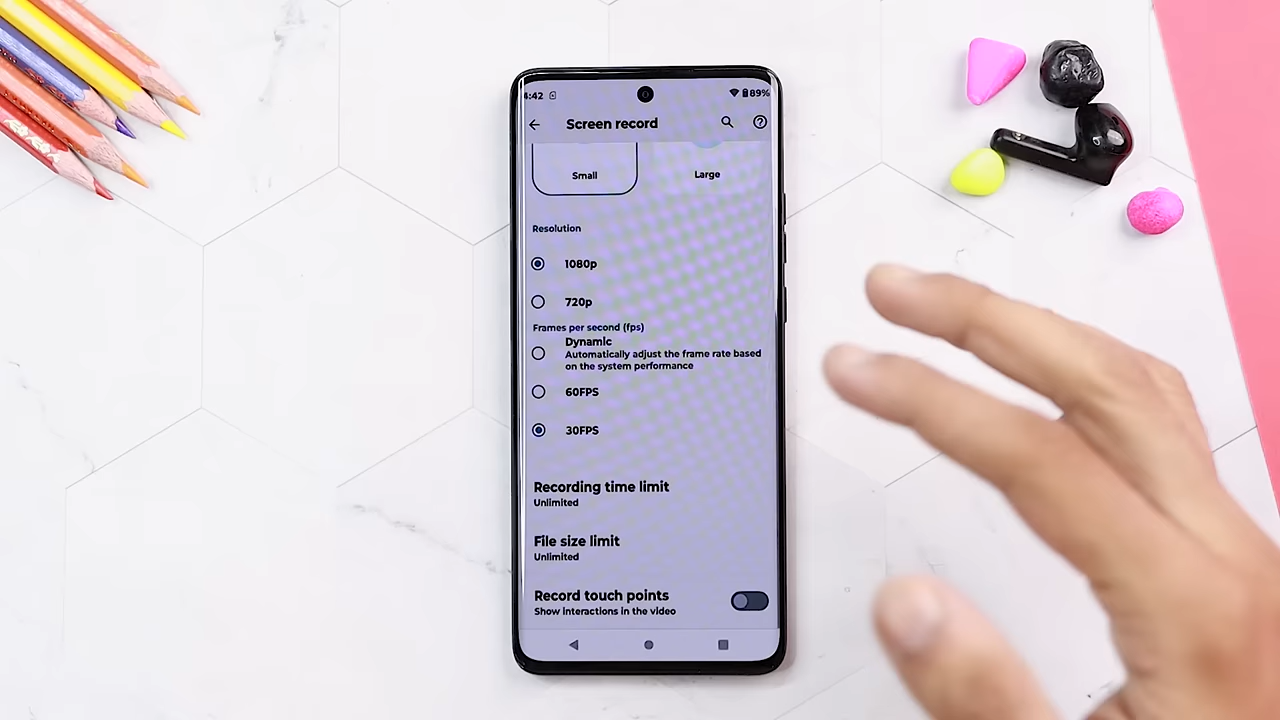 4:42 89%
Screen record
Small Large
Resolution
1080p
720p
Frames per second (fps)
Dynamic
Automatically adjust the frame rate based
on the system performance
60FPS
30FPS
Recording time limit
Unlimited
File size limit
Unlimited
Record touch points
Show interactions in the video